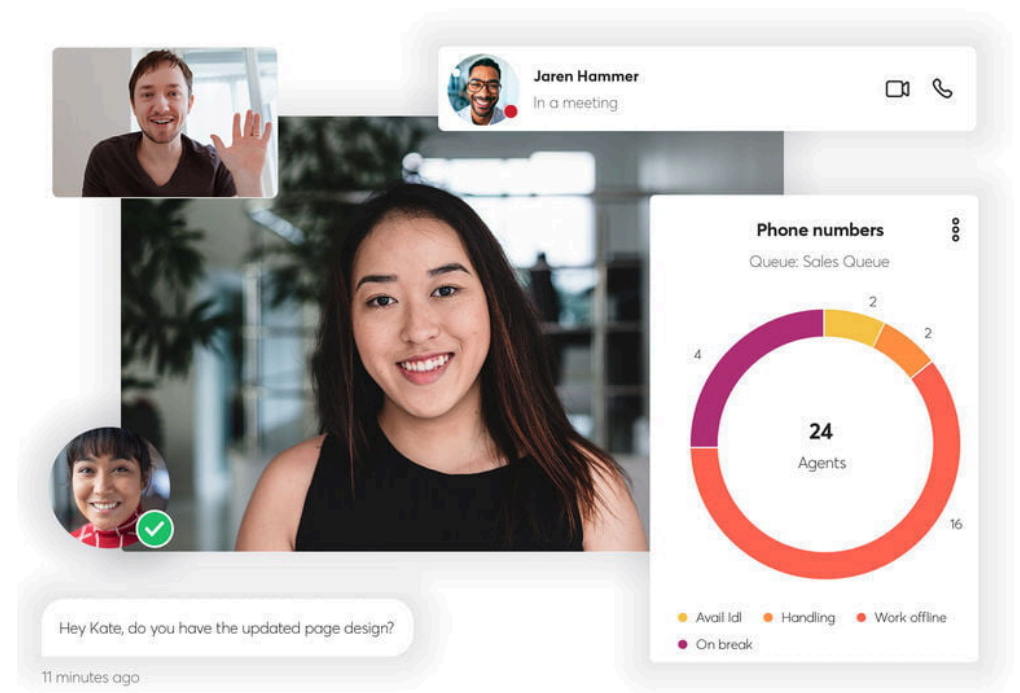 Jaren Hammer
In a meeting
Phone numbers
Queue: Sales Queue
2
2
4
24
Agents
16
Avail Idl
Handling
Work offline
On break
Hey Kate, do you have the updated page design?
11 minutes ago